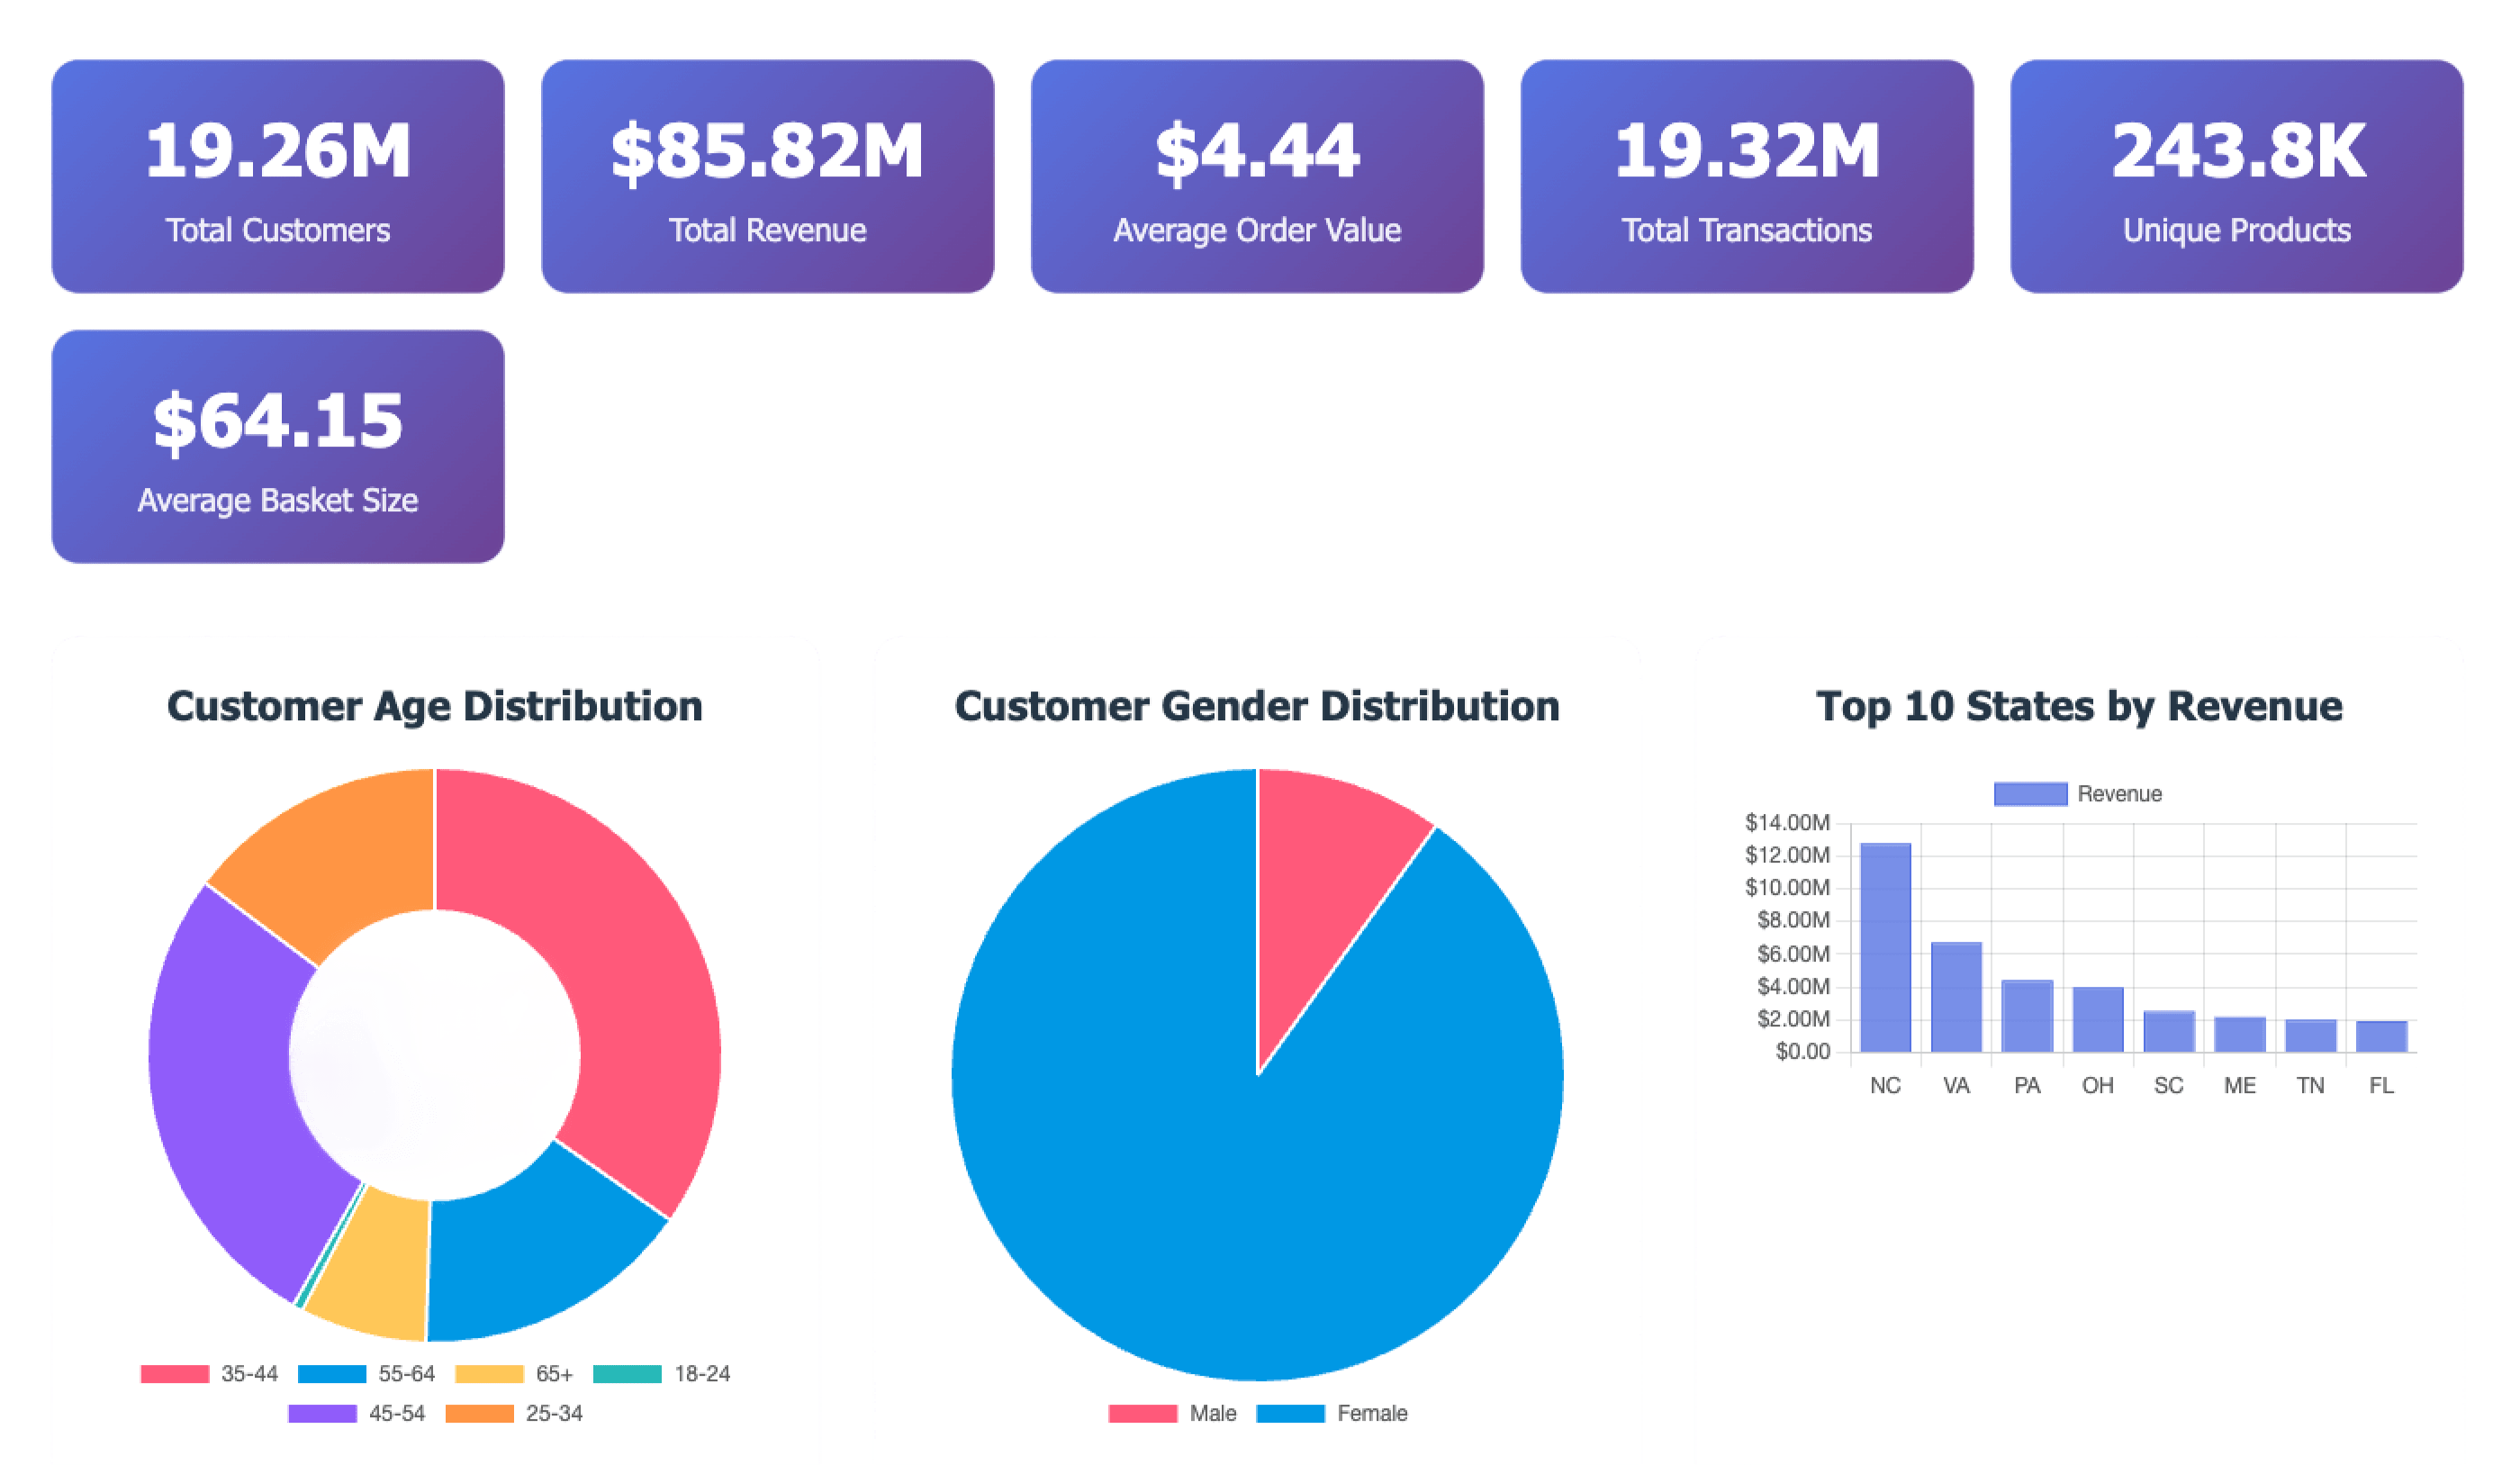 19.26M
Total Customers
$85.82M
Total Revenue
$4.44
Average Order Value
19.32M
Total Transactions
243.8K
Unique Products
$64.15
Average Basket Size
Customer Age Distribution
35-44 55-64 65+ 18-24
45-54 25-34
Customer Gender Distribution
Male Female
Top 10 States by Revenue
Revenue
$14.00M
$12.00M
$10.00M
$8.00M
$6.00M
$4.00M
$2.00M
$0.00
NC VA PA OH SC ME TN FL